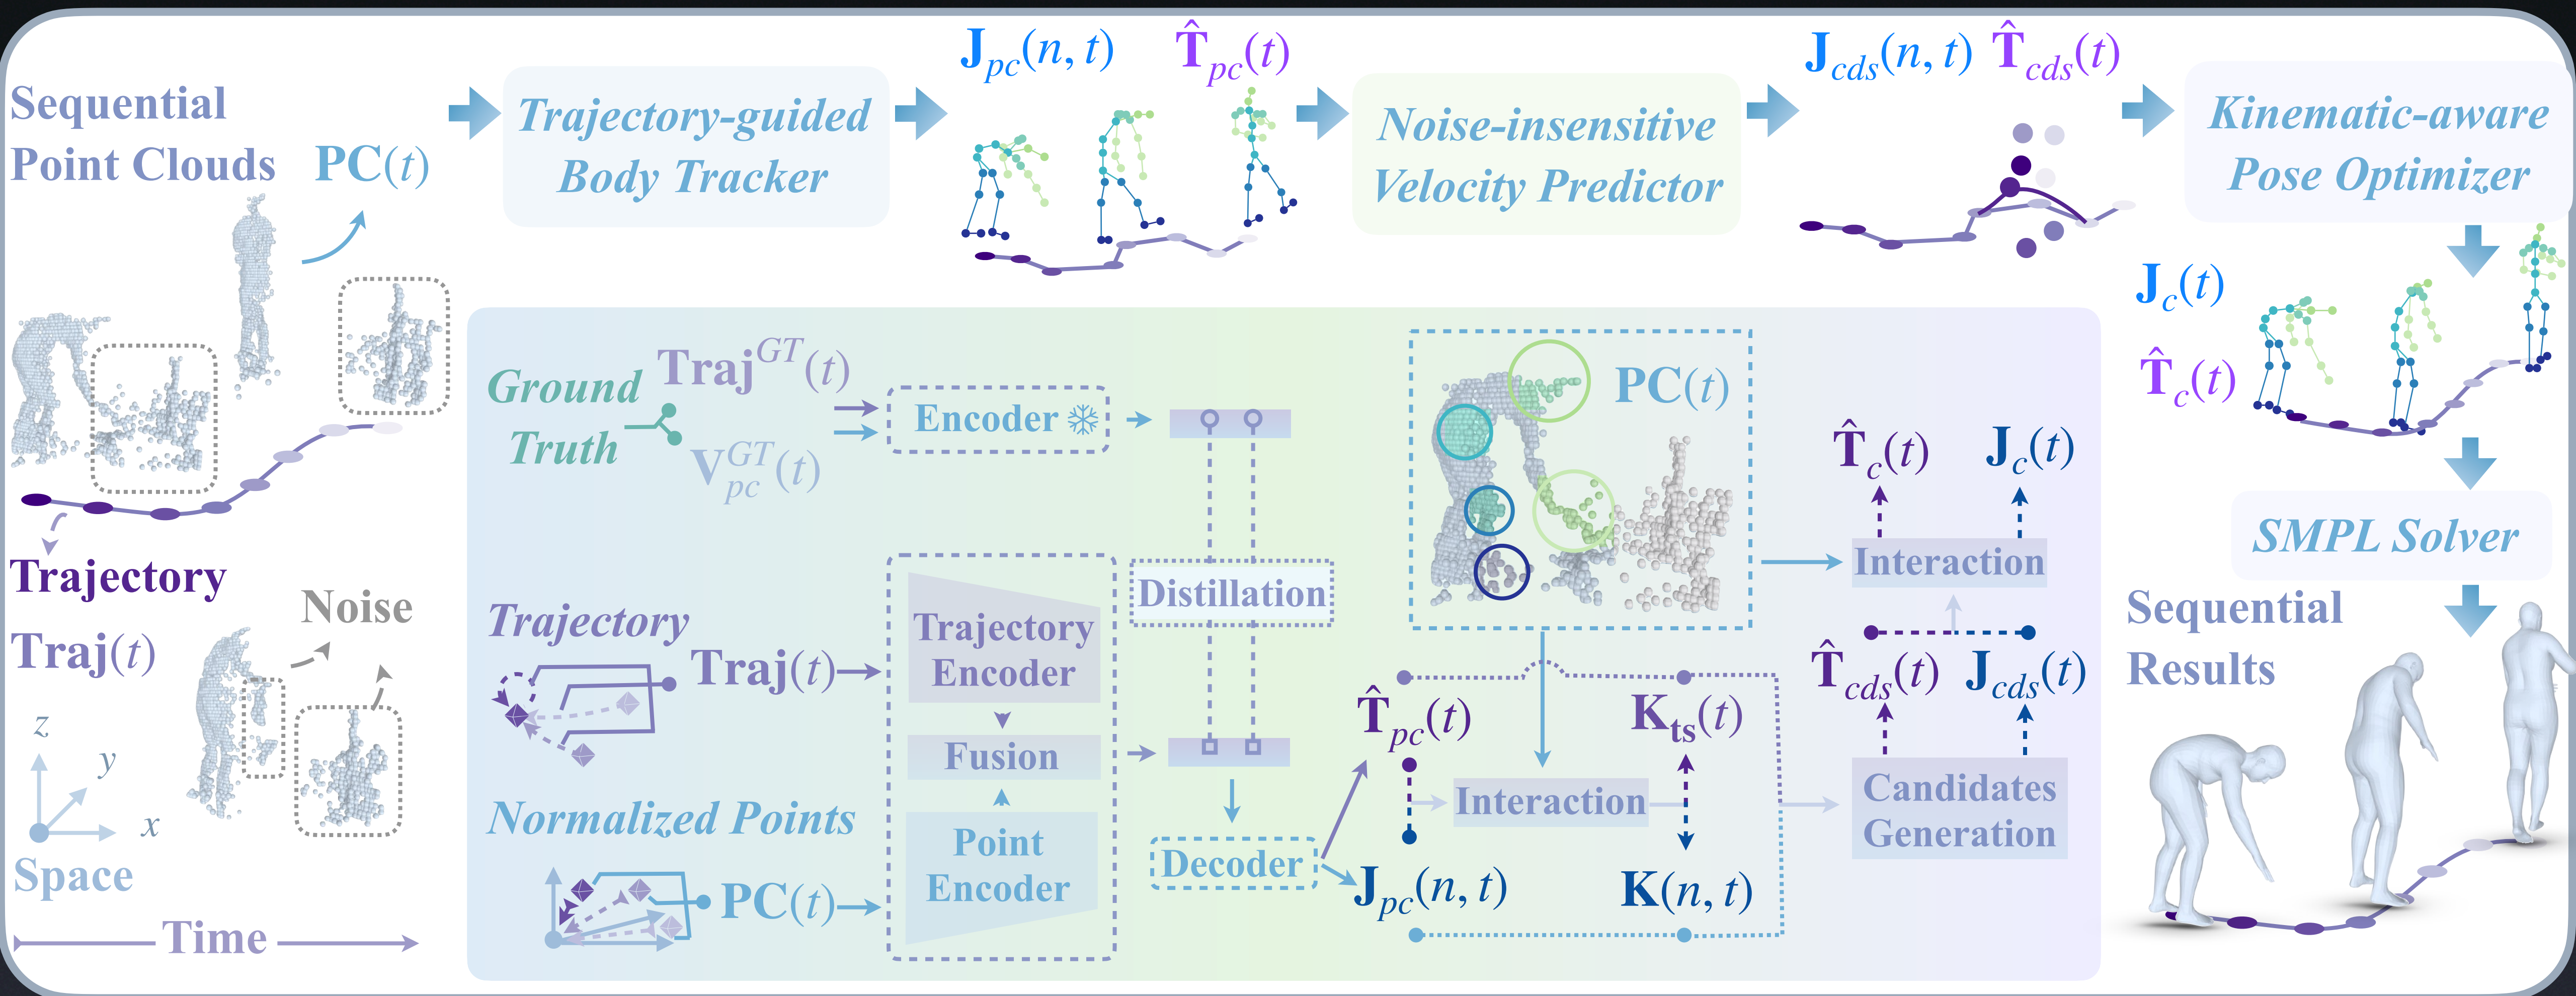 Sequential
Point Clouds
PC(t)
Trajectory-guided
Body Tracker
J_pc(n, t)
T̂_pc(t)
Noise-insensitive
Velocity Predictor
J_cds(n, t)
T̂_cds(t)
Kinematic-aware
Pose Optimizer
J_c(t)
T̂_c(t)
SMPL Solver
Sequential
Results
Trajectory
Traj(t)
Noise
z
y
x
Space
Time
Ground
Truth
Traj^GT(t)
V_pc^GT(t)
Encoder
Distillation
Trajectory
Traj(t)
Trajectory
Encoder
Fusion
Normalized Points
PC(t)
Point
Encoder
Decoder
PC(t)
T̂_pc(t)
J_pc(n, t)
Interaction
K_ts(t)
K(n, t)
T̂_c(t)
J_c(t)
Interaction
T̂_cds(t)
J_cds(t)
Candidates
Generation